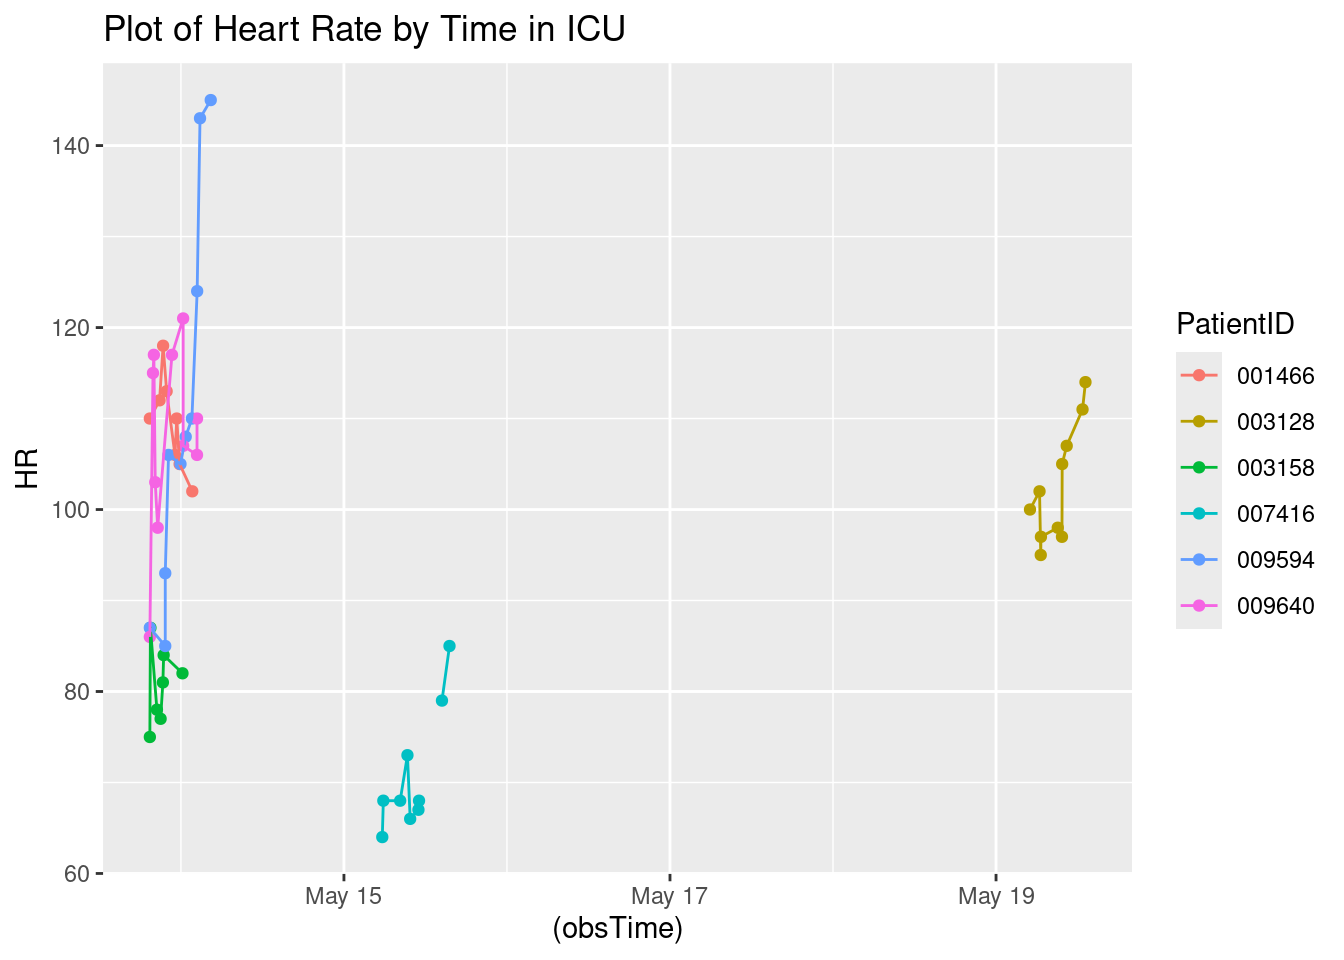 Plot of Heart Rate by Time in ICU
140
120
100
80
60
HR
May 15
May 17
May 19
(obsTime)
PatientID
001466
003128
003158
007416
009594
009640